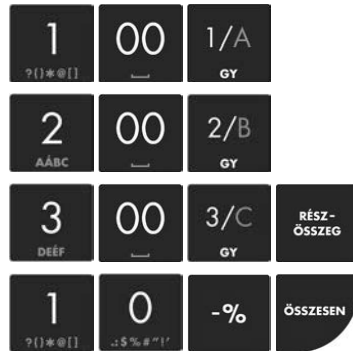 1 00 1/A
?()*@[] GY
2 00 2/B
AÁBC GY
3 00 3/C RÉSZ-
ÖSSZEG
DEÉF GY
1 0 -% ÖSSZESEN
?()*@[] .:$%#"!'